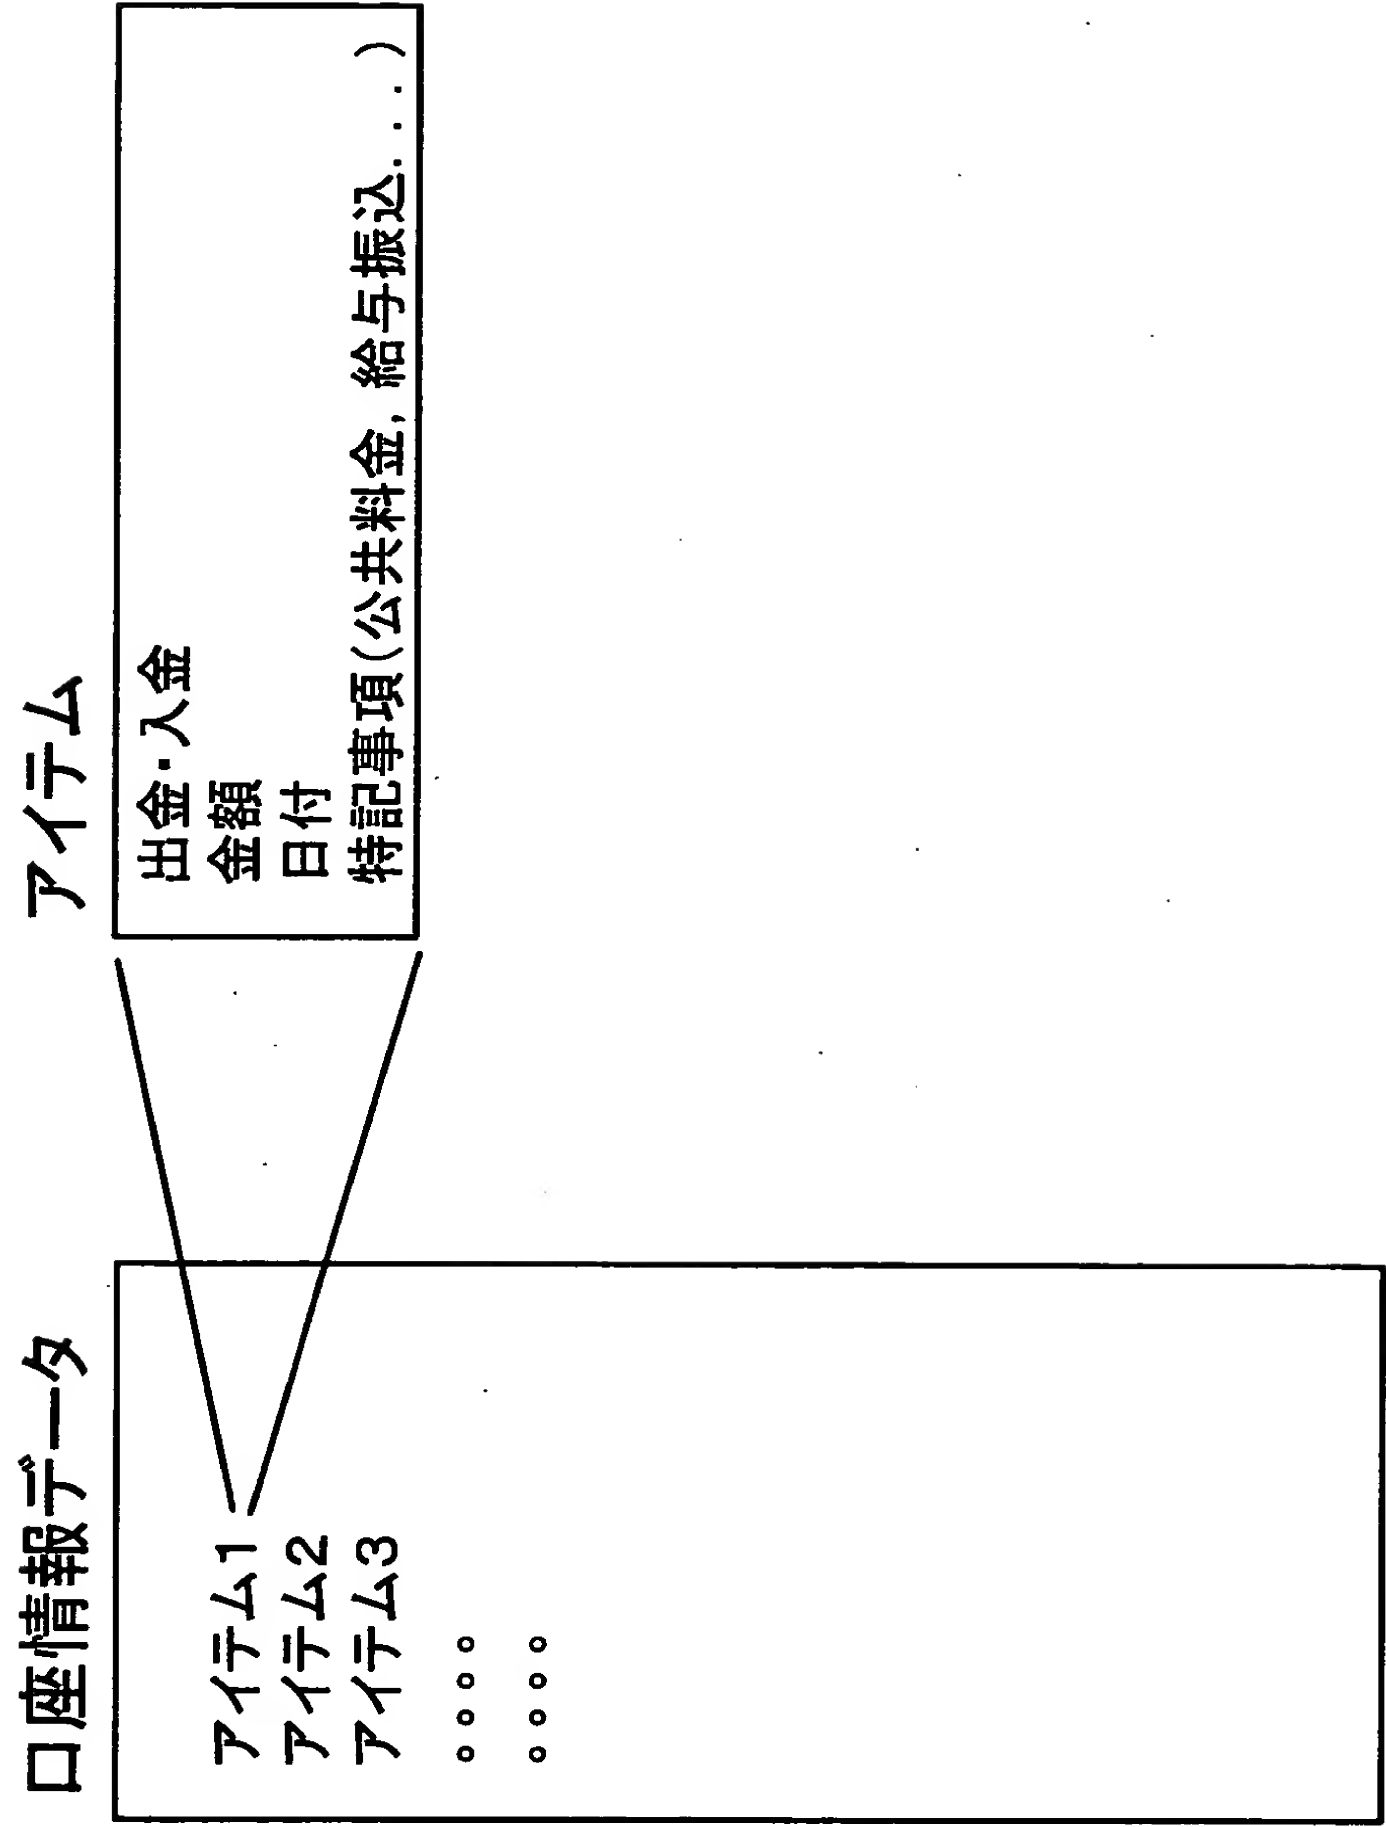 口座情報データ
アイテム1
アイテム2
アイテム3
。。。。
。。。。
アイテム
出金・入金
金額
日付
特記事項(公共料金, 給与振込. . . )